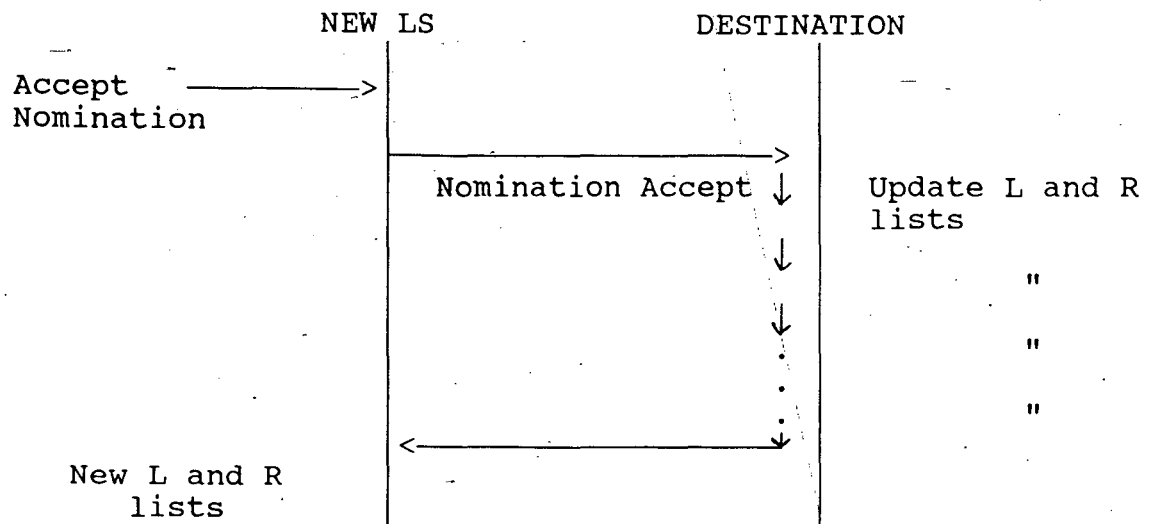 NEW LS
DESTINATION
Accept
Nomination
Nomination Accept
Update L and R
lists
"
"
"
New L and R
lists